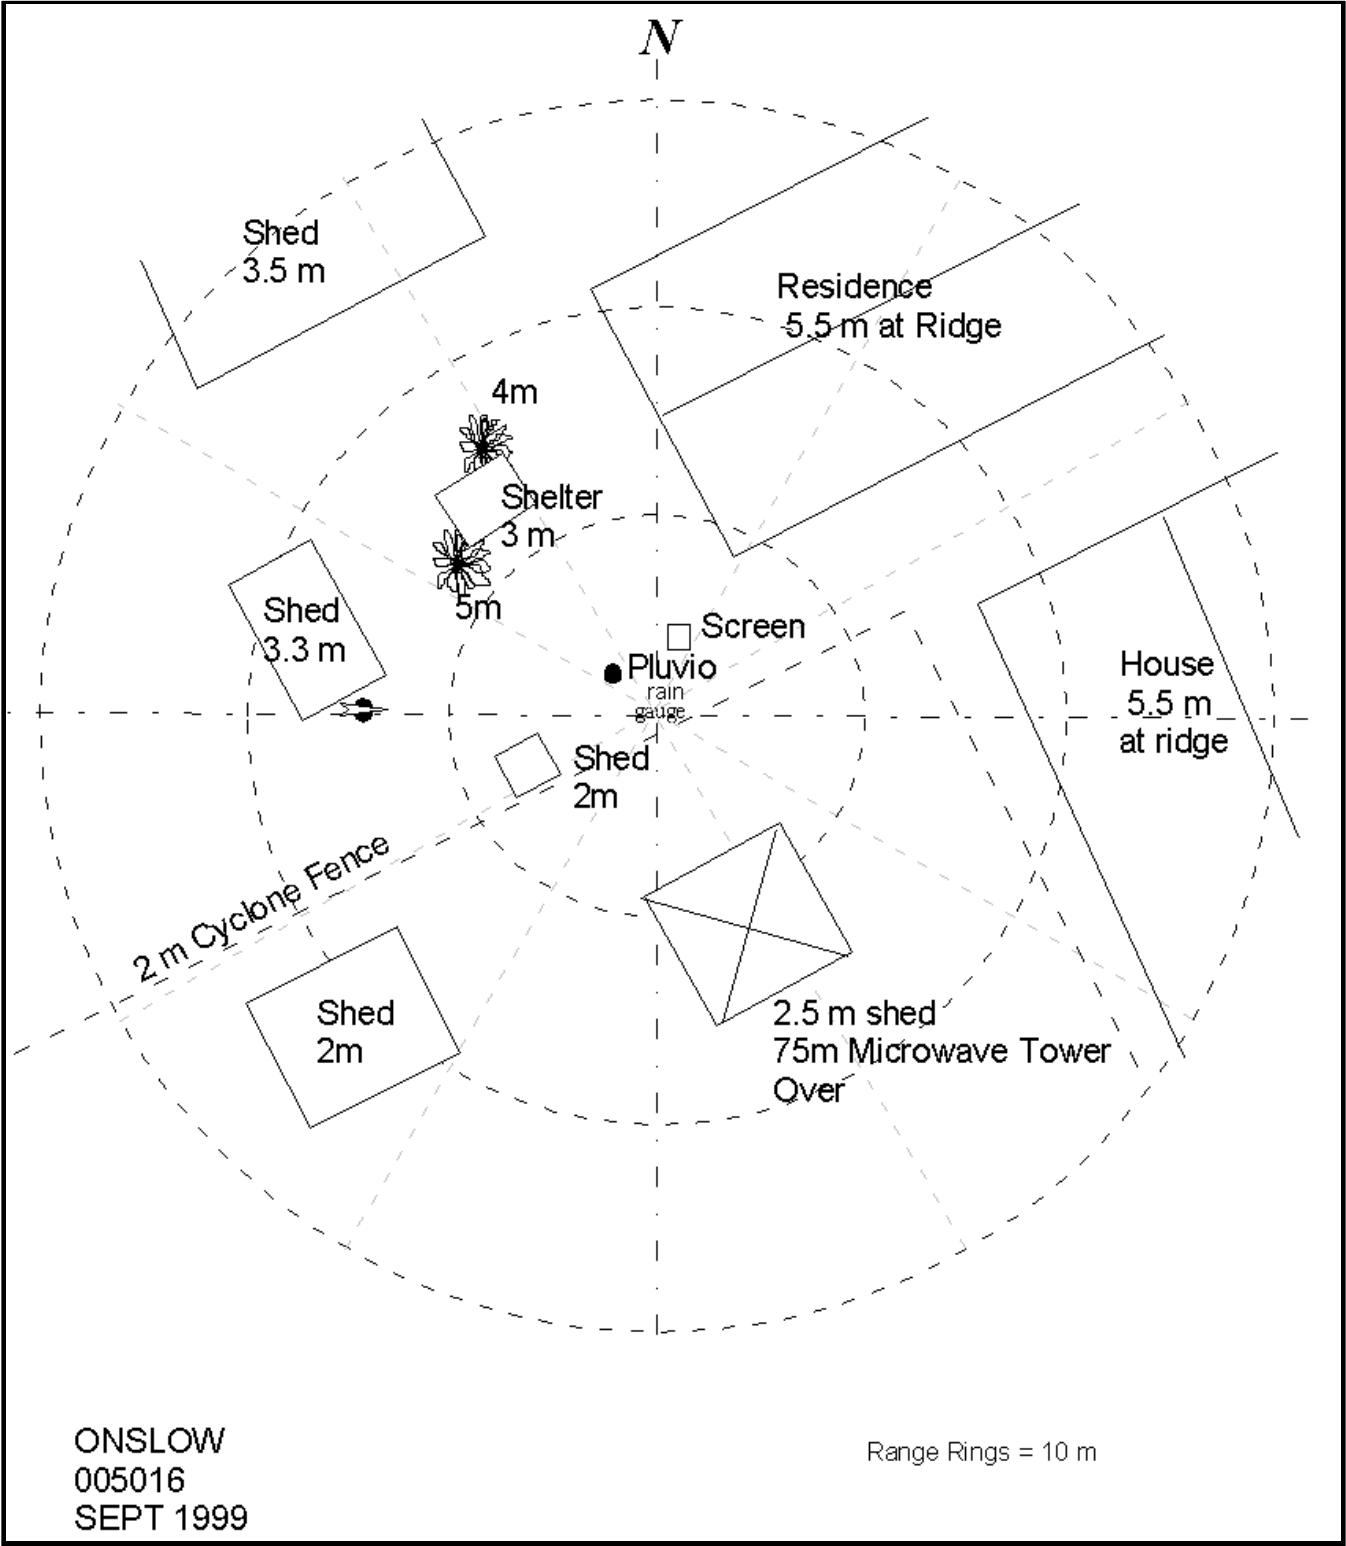 N
Shed
3.5 m
Residence
5.5 m at Ridge
4m
Shelter
3 m
5m
Shed
3.3 m
Screen
Pluvio
rain
gauge
House
5.5 m
at ridge
Shed
2m
2 m Cyclone Fence
Shed
2m
2.5 m shed
75m Microwave Tower
Over
ONSLOW
005016
SEPT 1999
Range Rings = 10 m